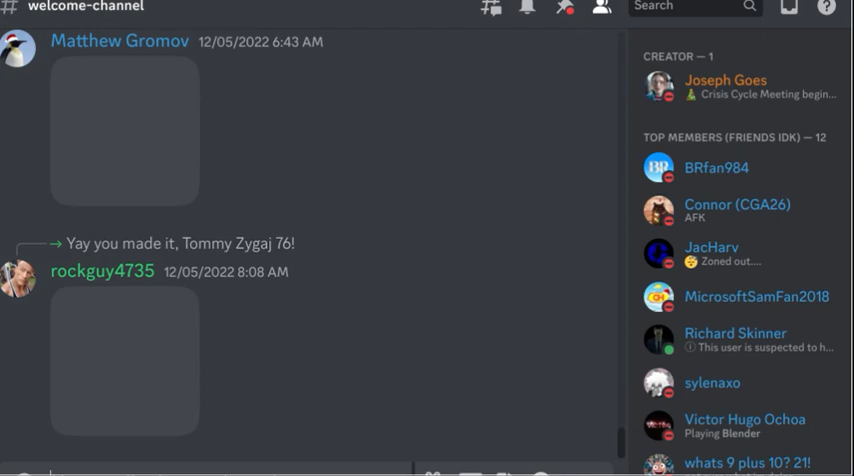 # welcome-channel
Search
Matthew Gromov 12/05/2022 6:43 AM
Yay you made it, Tommy Zygaj 76!
rockguy4735 12/05/2022 8:08 AM
CREATOR — 1
Joseph Goes
Crisis Cycle Meeting begin...
TOP MEMBERS (FRIENDS IDK) — 12
BR
BRfan984
Connor (CGA26)
AFK
JacHarv
Zoned out....
MicrosoftSamFan2018
Richard Skinner
This user is suspected to h...
sylenaxo
Victor Hugo Ochoa
Playing Blender
whats 9 plus 10? 21!